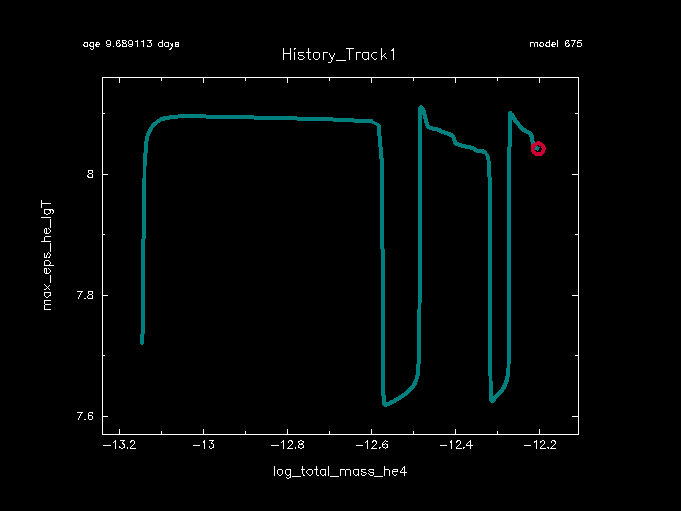 age 9.689113 days
model 675
History_Track1
8
7.8
7.6
max_eps_he_lgT
-13.2
-13
-12.8
-12.6
-12.4
-12.2
log_total_mass_he4